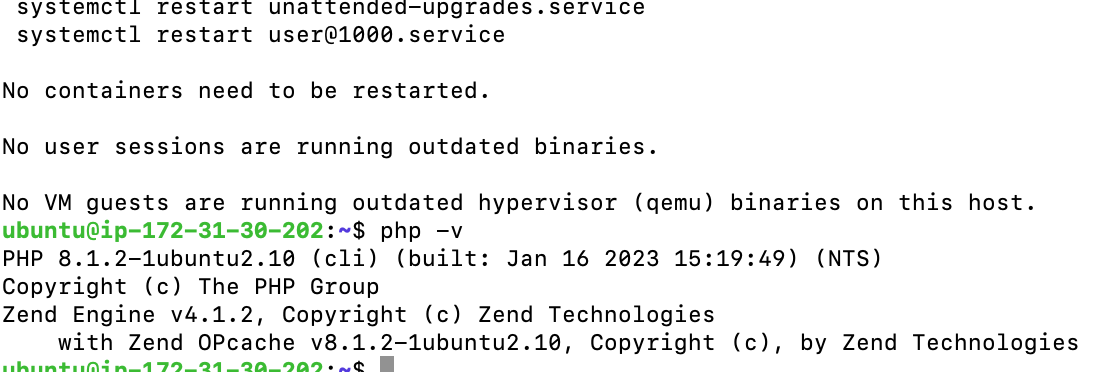 systemctl restart unattended-upgrades.service
systemctl restart user@1000.service
No containers need to be restarted.
No user sessions are running outdated binaries.
No VM guests are running outdated hypervisor (qemu) binaries on this host.
ubuntu@ip-172-31-30-202:~$ php -v
PHP 8.1.2-1ubuntu2.10 (cli) (built: Jan 16 2023 15:19:49) (NTS)
Copyright (c) The PHP Group
Zend Engine v4.1.2, Copyright (c) Zend Technologies
    with Zend OPcache v8.1.2-1ubuntu2.10, Copyright (c), by Zend Technologies
ubuntu@ip-172-31-30-202:~$